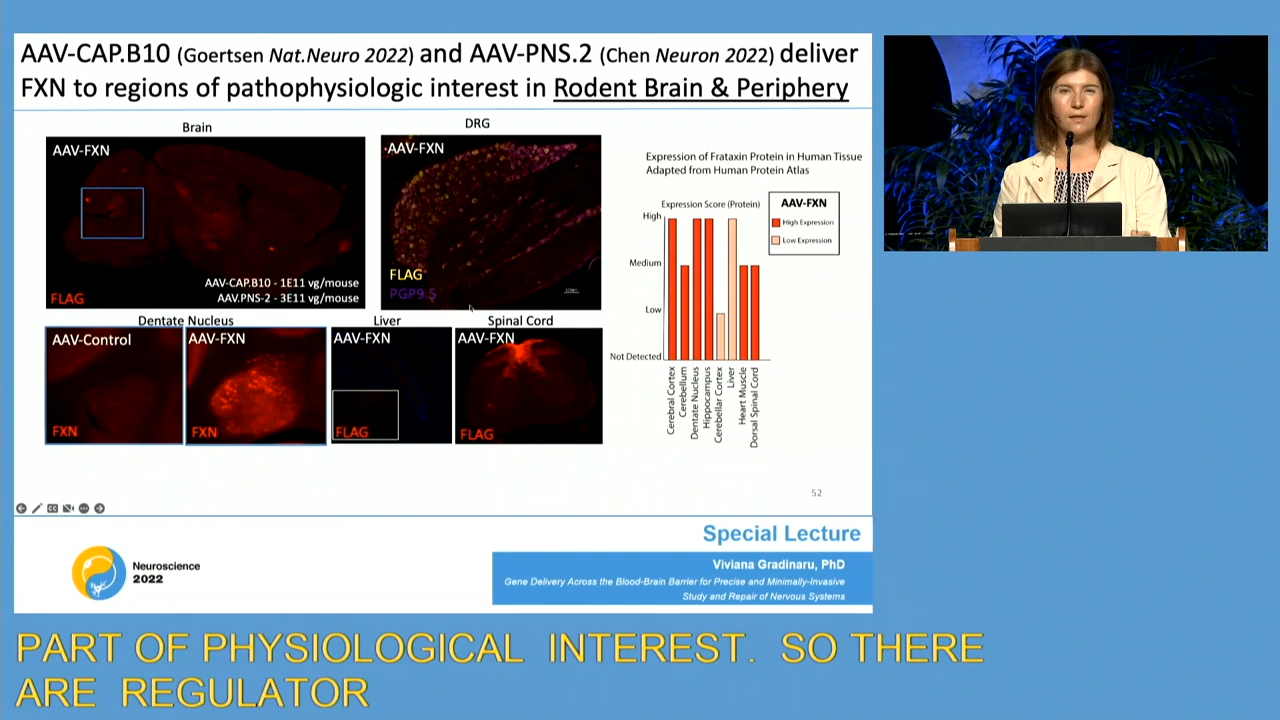 AAV-CAP.B10 (Goertsen Nat.Neuro 2022) and AAV-PNS.2 (Chen Neuron 2022) deliver
FXN to regions of pathophysiologic interest in Rodent Brain & Periphery
Brain
AAV-FXN
AAV-CAP.B10 - 1E11 vg/mouse
AAV.PNS-2 - 3E11 vg/mouse
FLAG
DRG
AAV-FXN
FLAG
PGP9.5
Dentate Nucleus
AAV-Control
FXN
AAV-FXN
FXN
Liver
AAV-FXN
FLAG
Spinal Cord
AAV-FXN
FLAG
Expression of Frataxin Protein in Human Tissue
Adapted from Human Protein Atlas
Expression Score (Protein)
AAV-FXN
High Expression
Low Expression
High
Medium
Low
Not Detected
Cerebral Cortex
Cerebellum
Dentate Nucleus
Hippocampus
Cerebellar Cortex
Liver
Heart Muscle
Dorsal Spinal Cord
52
Neuroscience
2022
Special Lecture
Viviana Gradinaru, PhD
Gene Delivery Across the Blood-Brain Barrier for Precise and Minimally-Invasive
Study and Repair of Nervous Systems
PART OF PHYSIOLOGICAL INTEREST. SO THERE
ARE REGULATOR